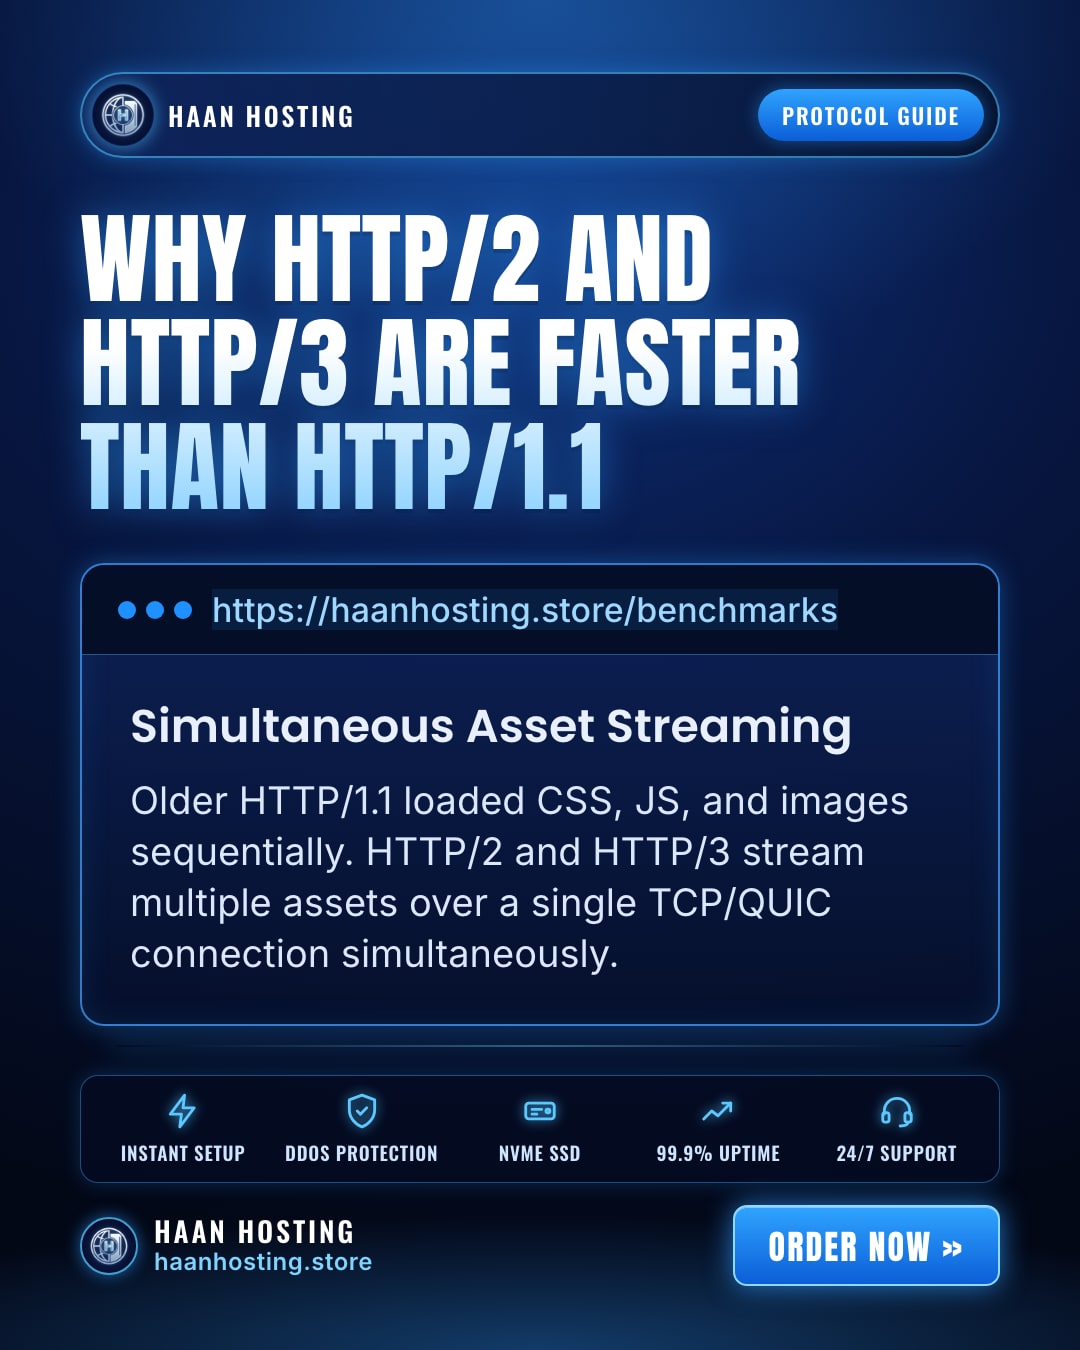 HAAN HOSTING
PROTOCOL GUIDE
WHY HTTP/2 AND
HTTP/3 ARE FASTER
THAN HTTP/1.1
https://haanhosting.store/benchmarks
Simultaneous Asset Streaming
Older HTTP/1.1 loaded CSS, JS, and images
sequentially. HTTP/2 and HTTP/3 stream
multiple assets over a single TCP/QUIC
connection simultaneously.
INSTANT SETUP
DDOS PROTECTION
NVME SSD
99.9% UPTIME
24/7 SUPPORT
HAAN HOSTING
haanhosting.store
ORDER NOW »